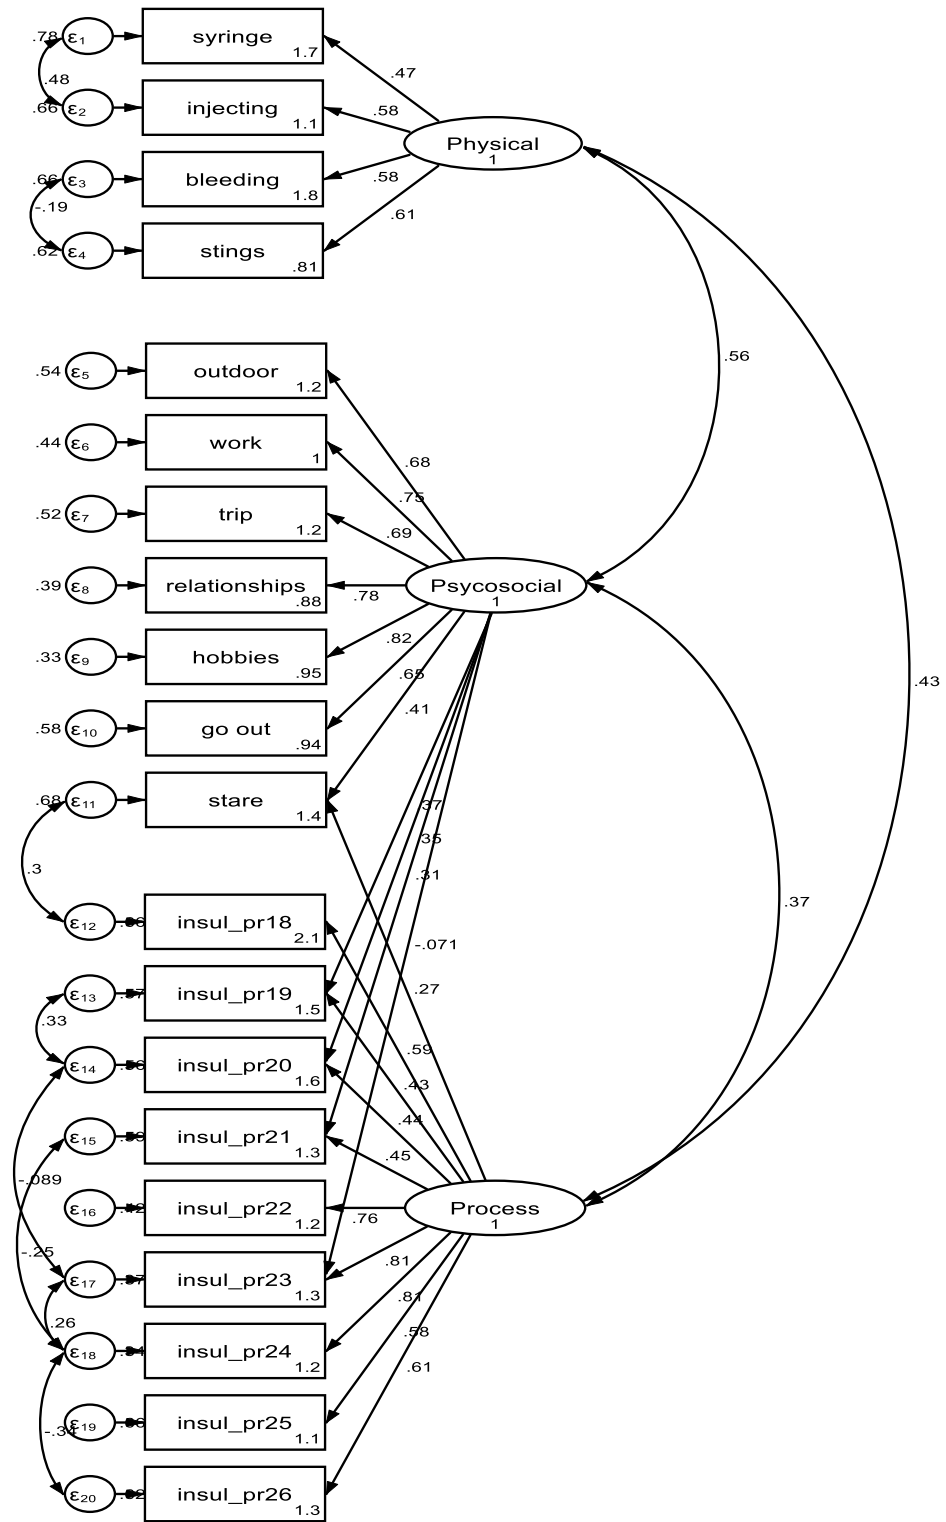 .78 ε1 syringe 1.7
.47
.48
.66 ε2 injecting 1.1
.58
Physical
1
.66 ε3 bleeding 1.8
.58
-.19
.61
.62 ε4 stings .81
.56
.54 ε5 outdoor 1.2
.44 ε6 work 1
.68
.75
.52 ε7 trip 1.2
.69
.39 ε8 relationships .88
.78
Psycosocial
1
.82
.33 ε9 hobbies .95
.65
.43
.41
.58 ε10 go out .94
.68 ε11 stare 1.4
.37
.35
.3
.31
.37
ε12 insul_pr18 2.1
-.071
ε13 insul_pr19 1.5
.27
.33
.59
ε14 insul_pr20 1.6
.43
.44
ε15 insul_pr21 1.3
.45
-.089
ε16 insul_pr22 1.2
.76
Process
1
-.25
.81
ε17 insul_pr23 1.3
.81
.26
.58
ε18 insul_pr24 1.2
.61
ε19 insul_pr25 1.1
-.34
ε20 insul_pr26 1.3